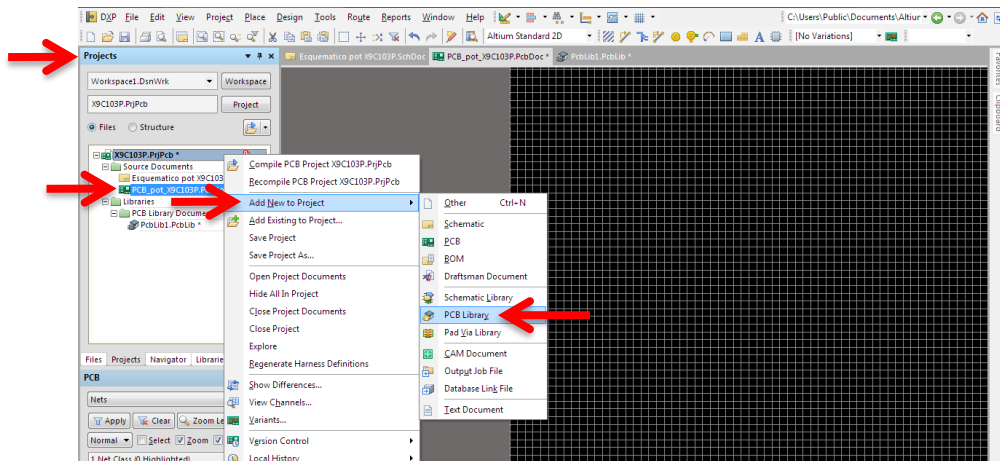 DXP File Edit View Project Place Design Tools Route Reports Window Help C:\Users\Public\Documents\Altiur
Altium Standard 2D [No Variations]
Projects
Esquematico pot X9C103P.SchDoc PCB_pot_X9C103P.PcbDoc * PcbLib1.PcbLib *
Favorites
Clipboard
Workspace1.DsnWrk Workspace
X9C103P.PrjPcb Project
Files Structure
X9C103P.PrjPcb *
Source Documents
Esquematico pot X9C103
PCB_pot_X9C103P.P
Libraries
PCB Library Docume
PcbLib1.PcbLib *
Compile PCB Project X9C103P.PrjPcb
Recompile PCB Project X9C103P.PrjPcb
Add New to Project
Add Existing to Project...
Save Project
Save Project As...
Open Project Documents
Hide All In Project
Close Project Documents
Close Project
Explore
Regenerate Harness Definitions
Show Differences...
View Channels...
Variants...
Version Control
Local History
Other Ctrl+N
Schematic
PCB
BOM
Draftsman Document
Schematic Library
PCB Library
Pad Via Library
CAM Document
Output Job File
Database Link File
Text Document
Files Projects Navigator Librarie
PCB
Nets
Apply Clear Zoom Le
Normal Select Zoom
1 Net Class (0 Highlighted)